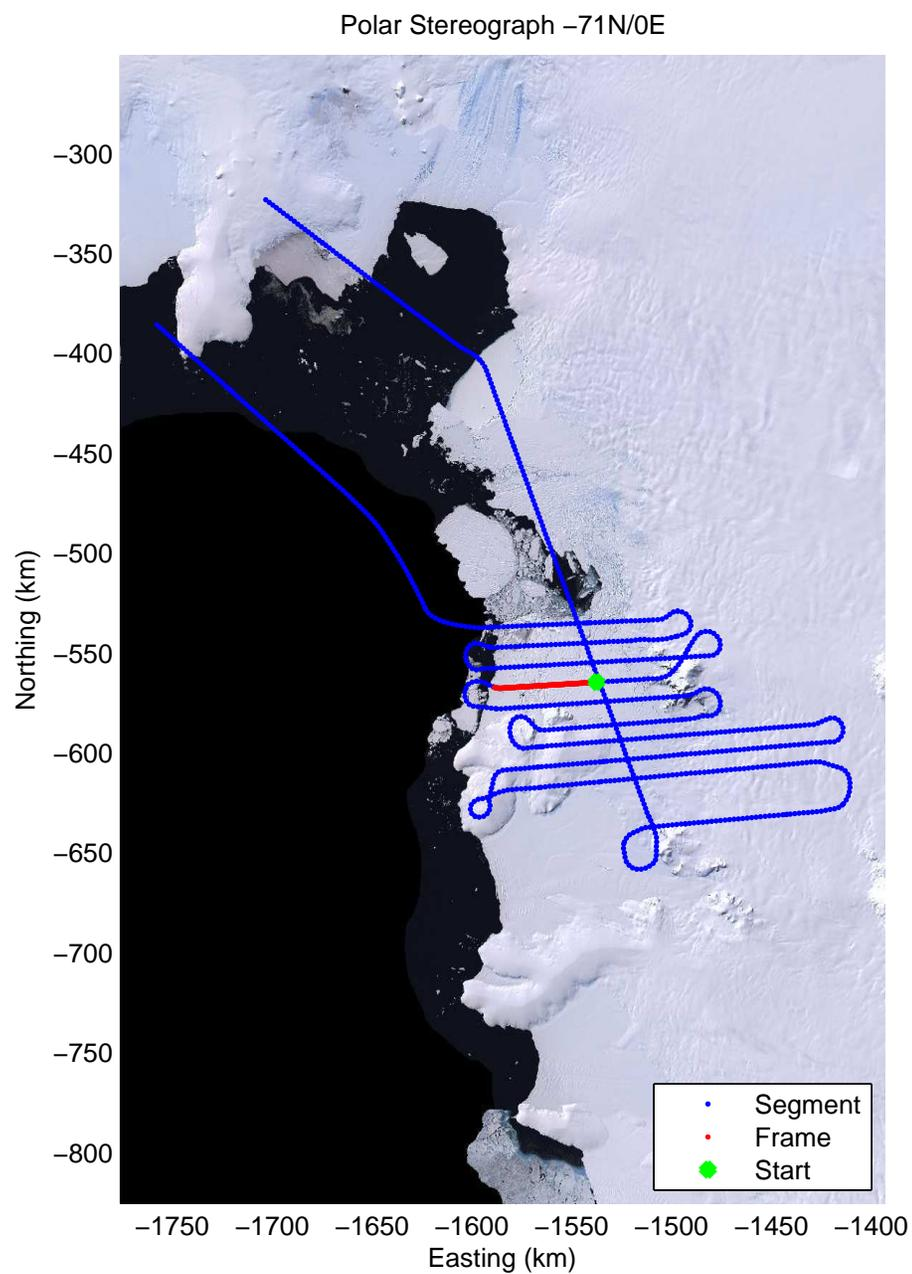 Polar Stereograph −71N/0E
−300
−350
−400
−450
−500
−550
−600
−650
−700
−750
−800
Northing (km)
Segment
Frame
Start
−1750 −1700 −1650 −1600 −1550 −1500 −1450 −1400
Easting (km)